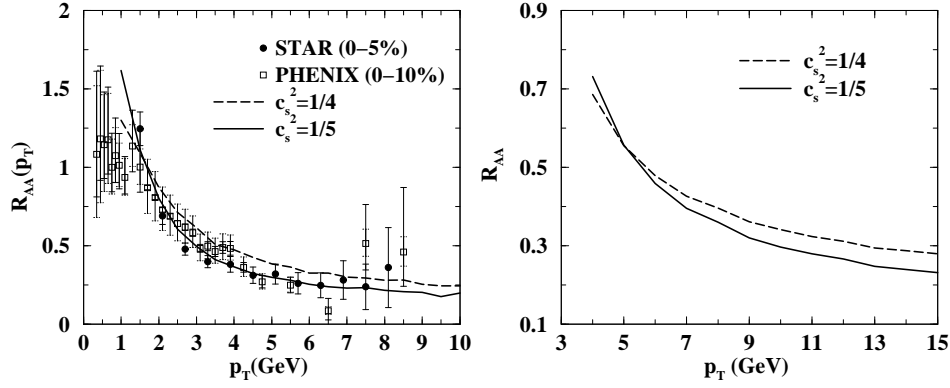 2
1.5
1
0.5
0
R_AA(p_T)
STAR (0−5%)
PHENIX (0−10%)
c_s^2=1/4
c_s^2=1/5
0 1 2 3 4 5 6 7 8 9 10
p_T(GeV)
0.9
0.7
0.5
0.3
0.1
R_AA
c_s^2=1/4
c_s^2=1/5
3 5 7 9 11 13 15
p_T (GeV)